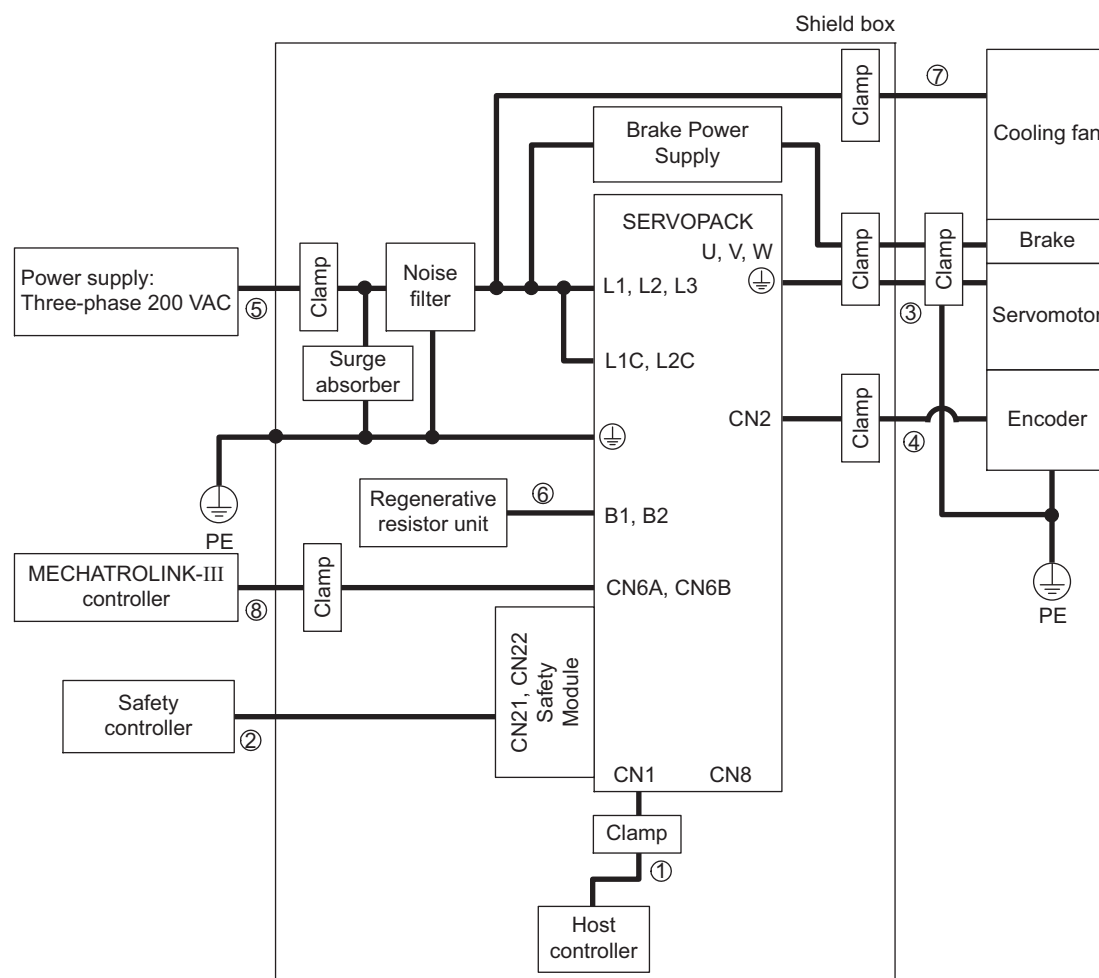 Shield box
Clamp
⑦
Cooling fan
Brake Power
Supply
SERVOPACK
U, V, W
Clamp
Clamp
Brake
Power supply:
Three-phase 200 VAC
⑤
Clamp
Noise
filter
L1, L2, L3
③
Servomotor
Surge
absorber
L1C, L2C
CN2
Clamp
④
Encoder
PE
Regenerative
resistor unit
⑥
B1, B2
MECHATROLINK-III
controller
⑧
Clamp
CN6A, CN6B
PE
Safety
controller
②
CN21, CN22
Safety
Module
CN1
CN8
Clamp
①
Host
controller